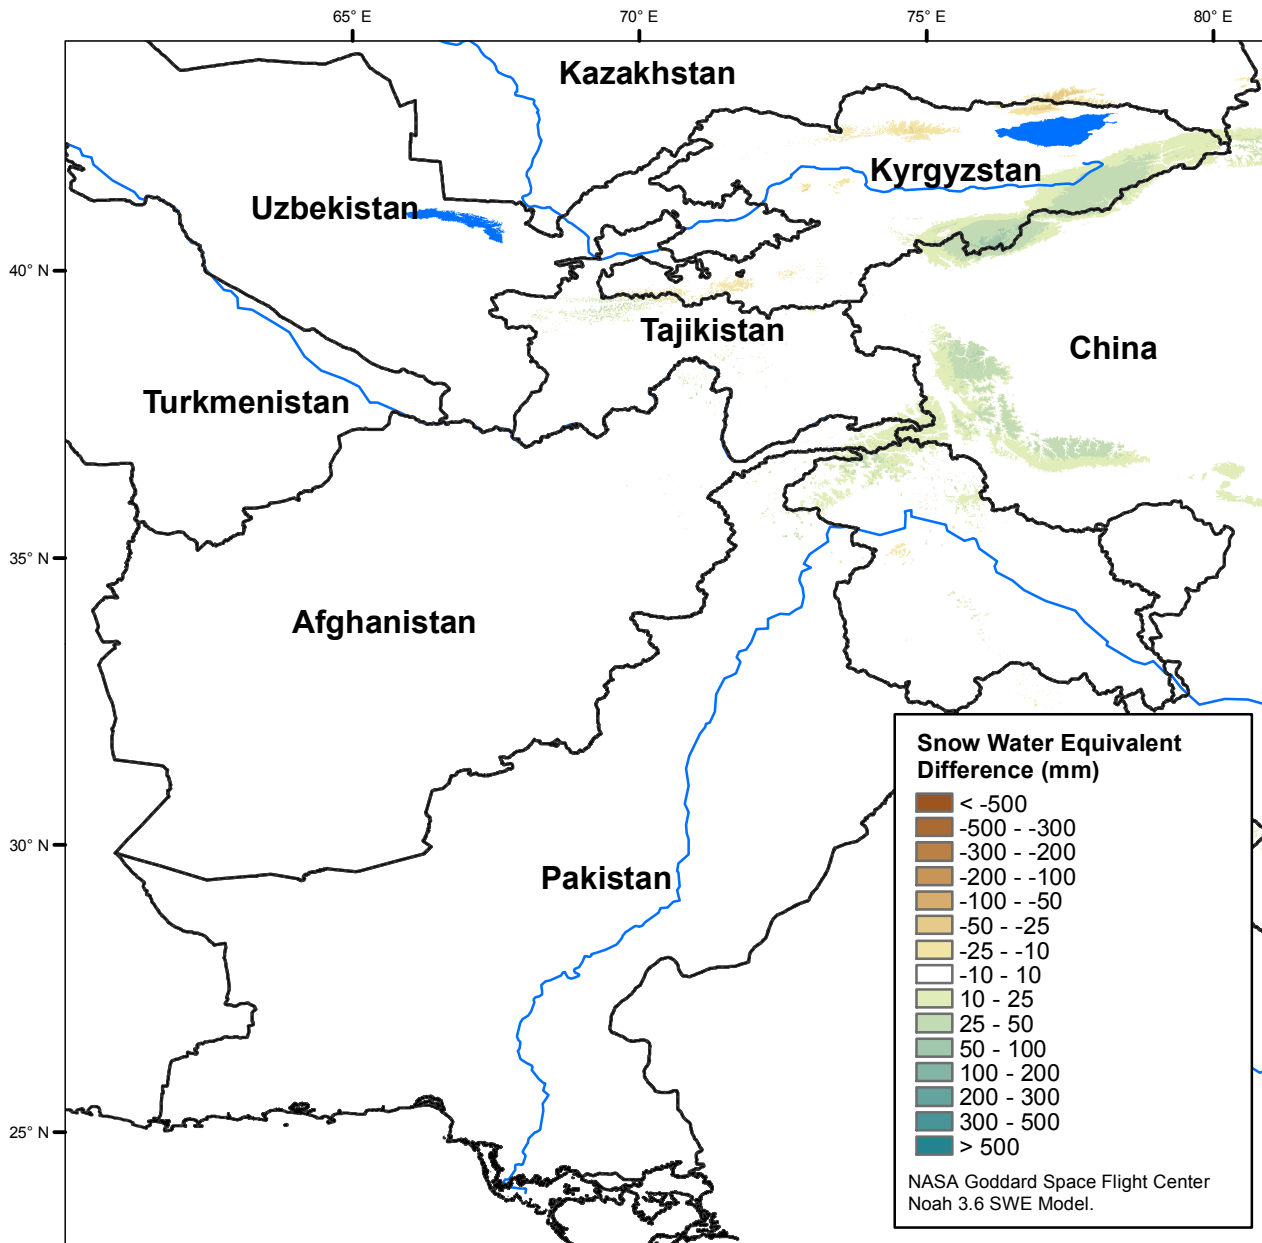 65° E
70° E
75° E
80° E
Kazakhstan
Kyrgyzstan
Uzbekistan
40° N
Tajikistan
China
Turkmenistan
35° N
Afghanistan
Snow Water Equivalent
Difference (mm)
< -500
-500 - -300
-300 - -200
-200 - -100
-100 - -50
-50 - -25
-25 - -10
-10 - 10
10 - 25
25 - 50
50 - 100
100 - 200
200 - 300
300 - 500
> 500
NASA Goddard Space Flight Center
Noah 3.6 SWE Model.
30° N
Pakistan
25° N